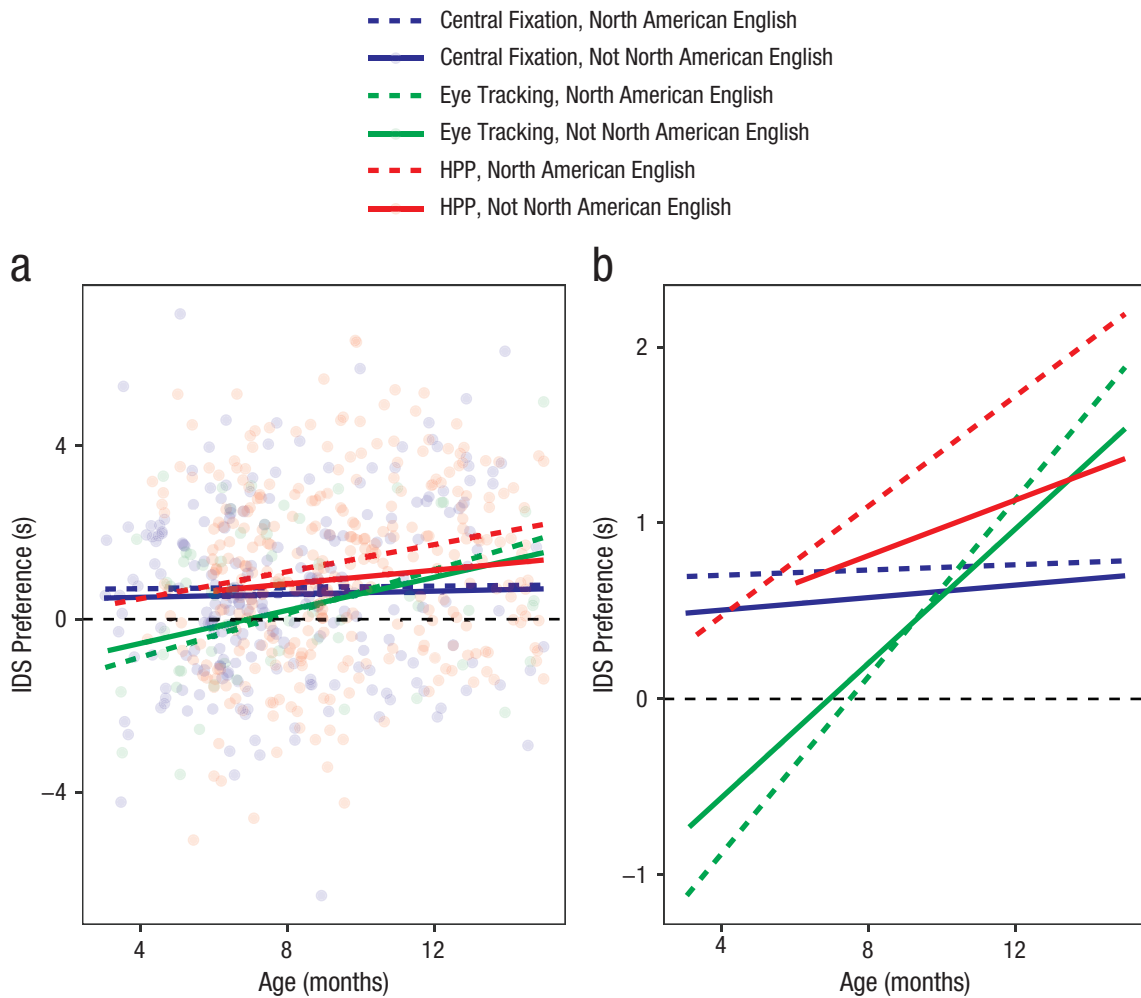 Central Fixation, North American English
Central Fixation, Not North American English
Eye Tracking, North American English
Eye Tracking, Not North American English
HPP, North American English
HPP, Not North American English
a
4
0
−4
IDS Preference (s)
4
8
12
Age (months)
b
2
1
0
−1
IDS Preference (s)
4
8
12
Age (months)